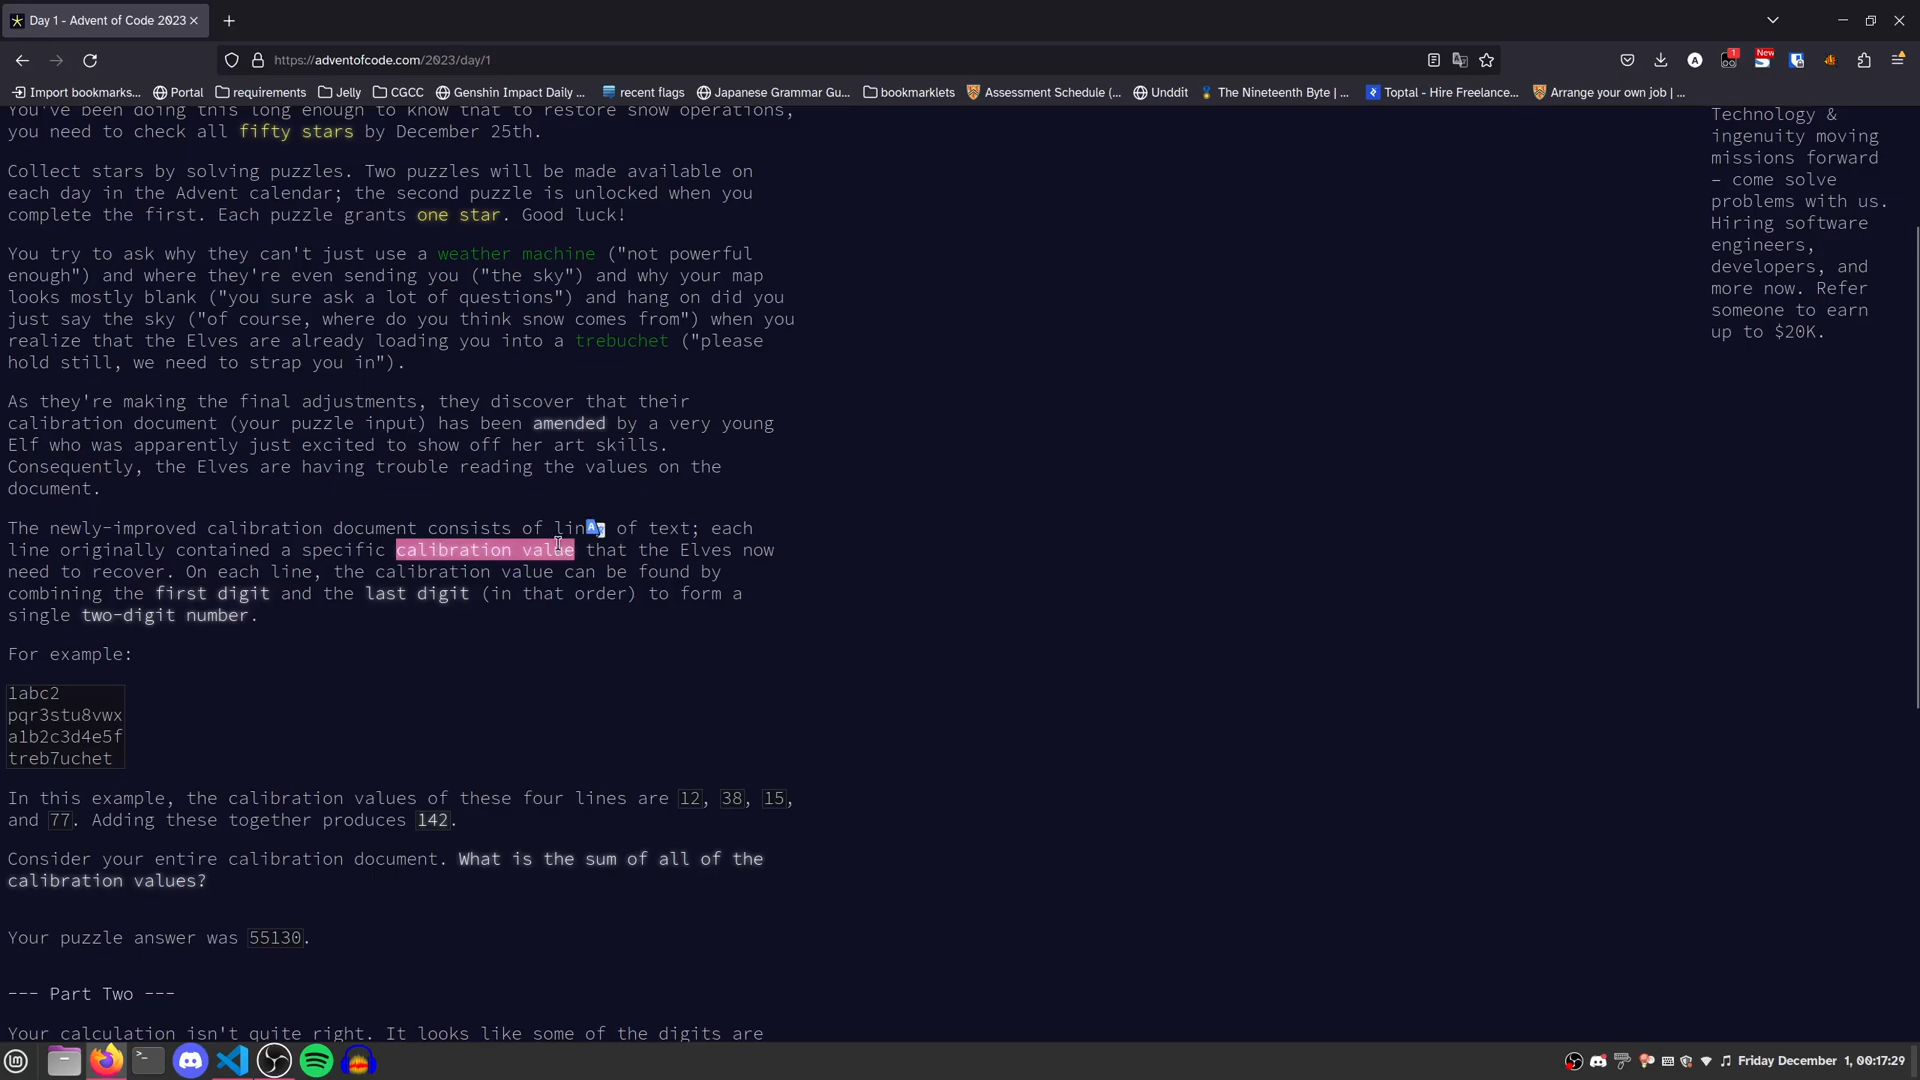 Day 1 - Advent of Code 2023
https://adventofcode.com/2023/day/1
1
New
Import bookmarks...
Portal
requirements
Jelly
CGCC
Genshin Impact Daily ...
recent flags
Japanese Grammar Gu...
bookmarklets
Assessment Schedule (...
Unddit
The Nineteenth Byte | ...
Toptal - Hire Freelance...
Arrange your own job | ...
You've been doing this long enough to know that to restore snow operations,
you need to check all fifty stars by December 25th.
Collect stars by solving puzzles. Two puzzles will be made available on
each day in the Advent calendar; the second puzzle is unlocked when you
complete the first. Each puzzle grants one star. Good luck!
You try to ask why they can't just use a weather machine ("not powerful
enough") and where they're even sending you ("the sky") and why your map
looks mostly blank ("you sure ask a lot of questions") and hang on did you
just say the sky ("of course, where do you think snow comes from") when you
realize that the Elves are already loading you into a trebuchet ("please
hold still, we need to strap you in").
As they're making the final adjustments, they discover that their
calibration document (your puzzle input) has been amended by a very young
Elf who was apparently just excited to show off her art skills.
Consequently, the Elves are having trouble reading the values on the
document.
The newly-improved calibration document consists of lin of text; each
line originally contained a specific calibration value that the Elves now
need to recover. On each line, the calibration value can be found by
combining the first digit and the last digit (in that order) to form a
single two-digit number.
For example:
1abc2
pqr3stu8vwx
a1b2c3d4e5f
treb7uchet
In this example, the calibration values of these four lines are 12, 38, 15,
and 77. Adding these together produces 142.
Consider your entire calibration document. What is the sum of all of the
calibration values?
Your puzzle answer was 55130.
--- Part Two ---
Your calculation isn't quite right. It looks like some of the digits are
Technology &
ingenuity moving
missions forward
– come solve
problems with us.
Hiring software
engineers,
developers, and
more now. Refer
someone to earn
up to $20K.
Friday December 1, 00:17:29